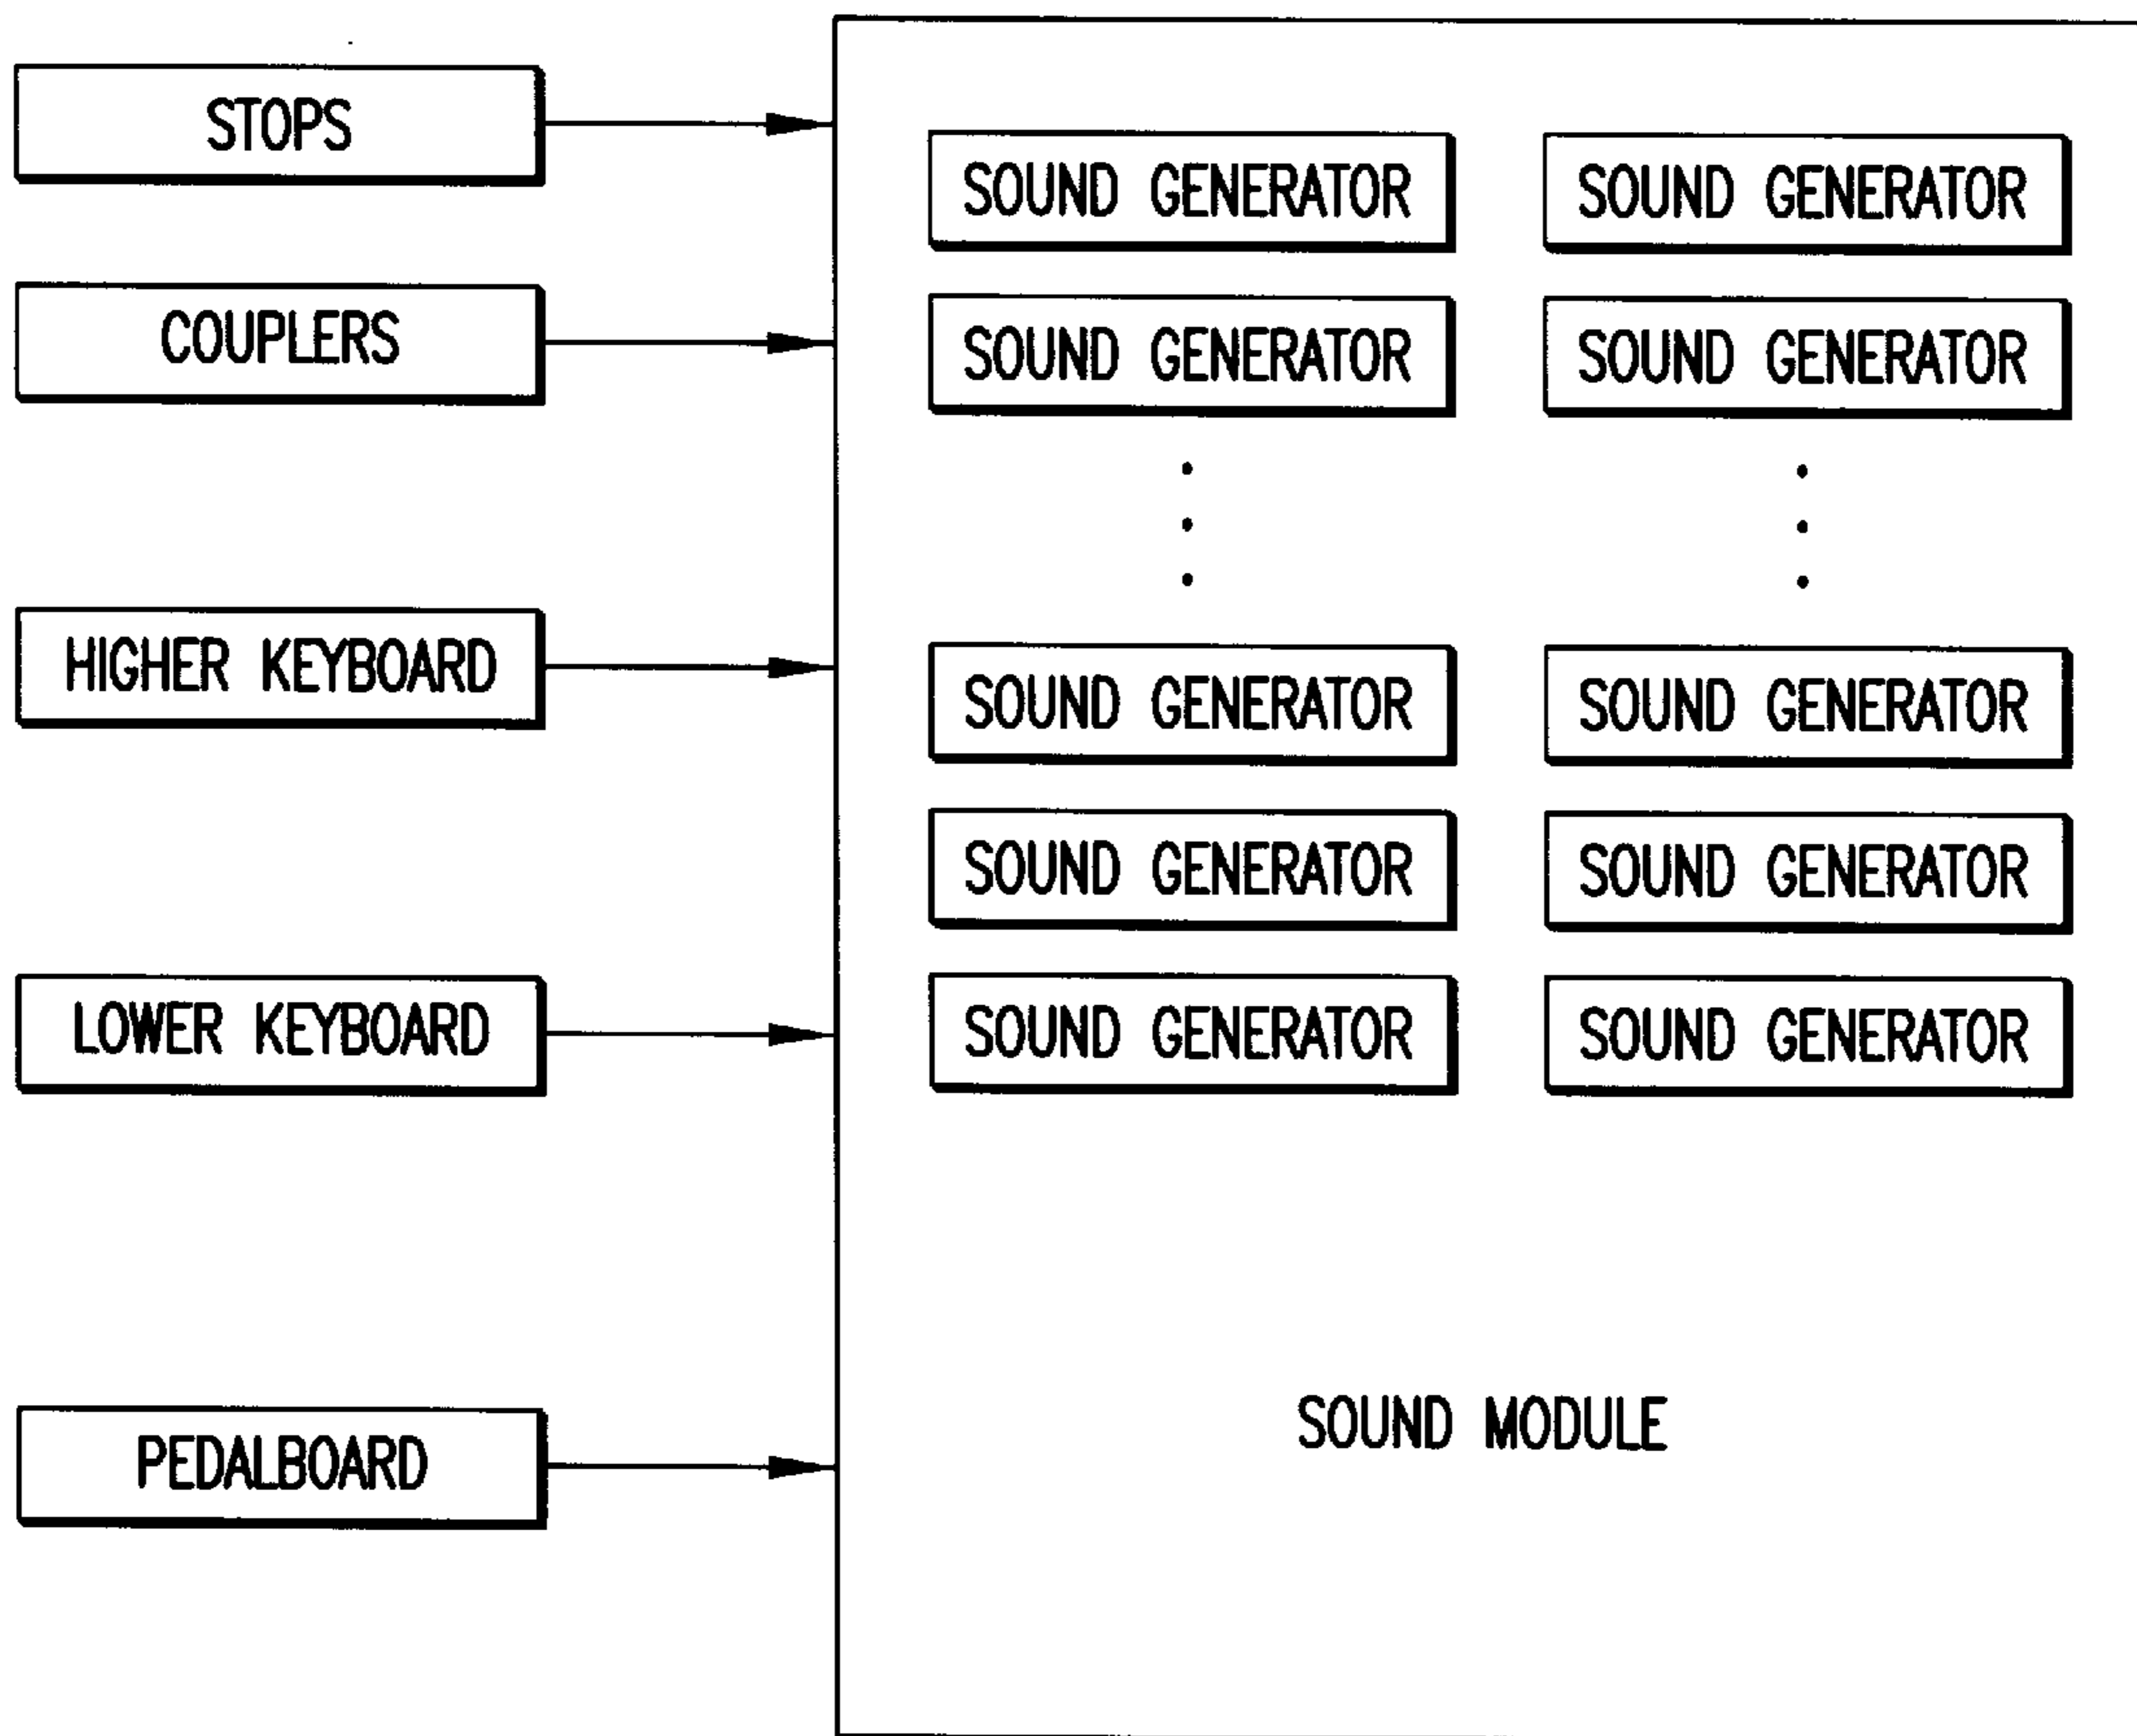 STOPS
COUPLERS
HIGHER KEYBOARD
LOWER KEYBOARD
PEDALBOARD
SOUND GENERATOR SOUND GENERATOR
SOUND GENERATOR SOUND GENERATOR
SOUND GENERATOR SOUND GENERATOR
SOUND GENERATOR SOUND GENERATOR
SOUND GENERATOR SOUND GENERATOR
SOUND MODULE